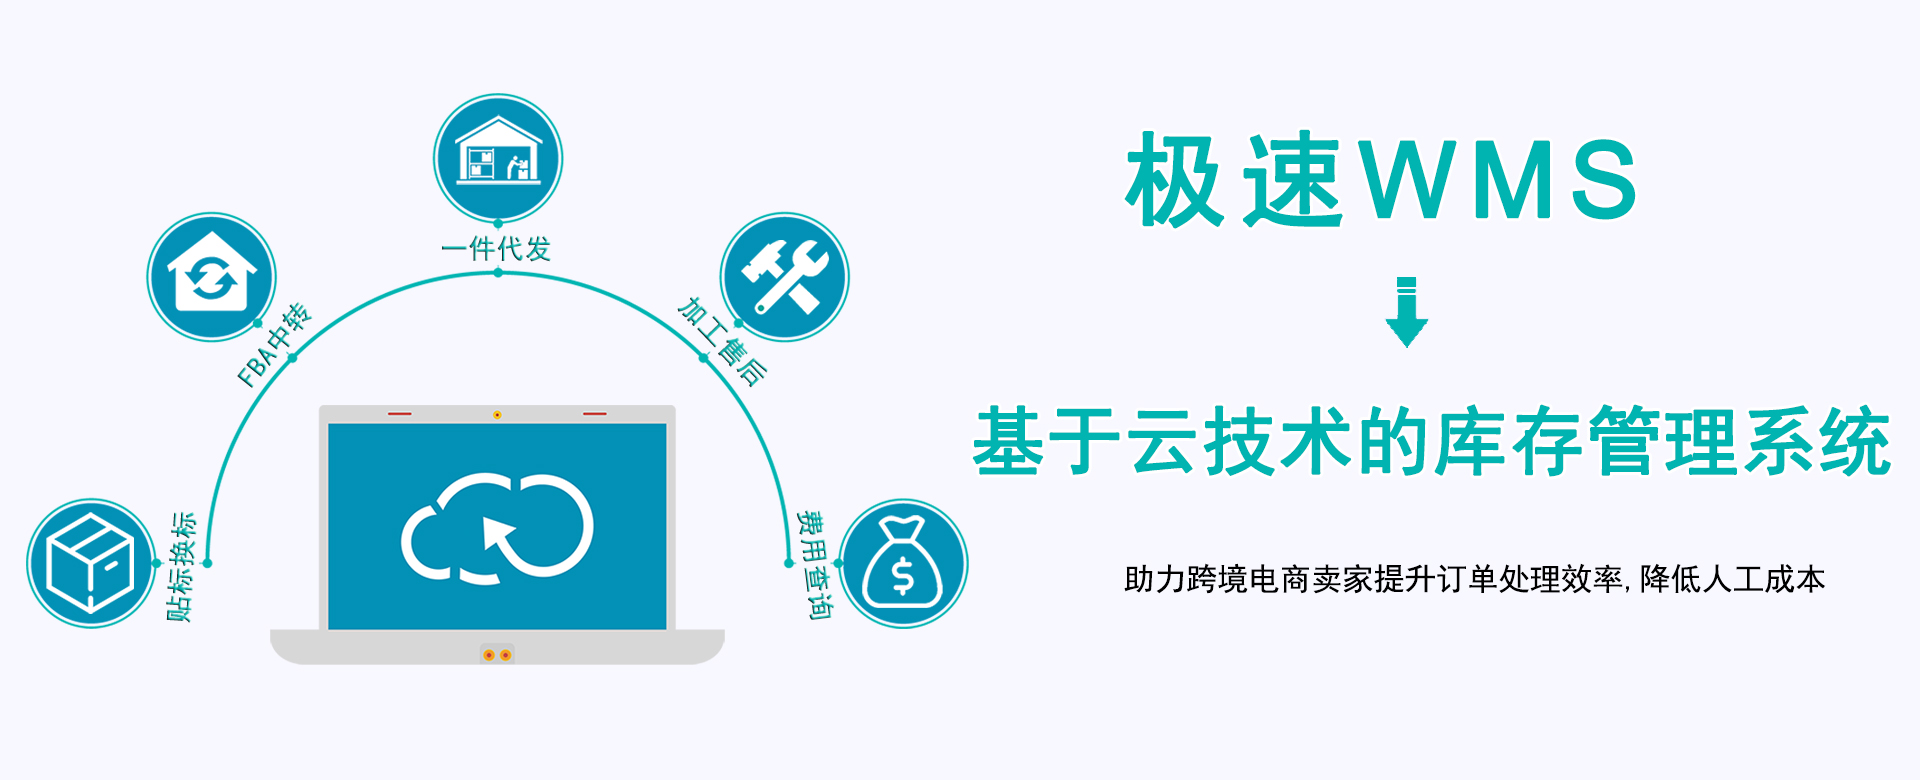 一件代发
FBA中转
加工售后
贴标换标
费用查询
极速WMS
基于云技术的库存管理系统
助力跨境电商卖家提升订单处理效率,降低人工成本